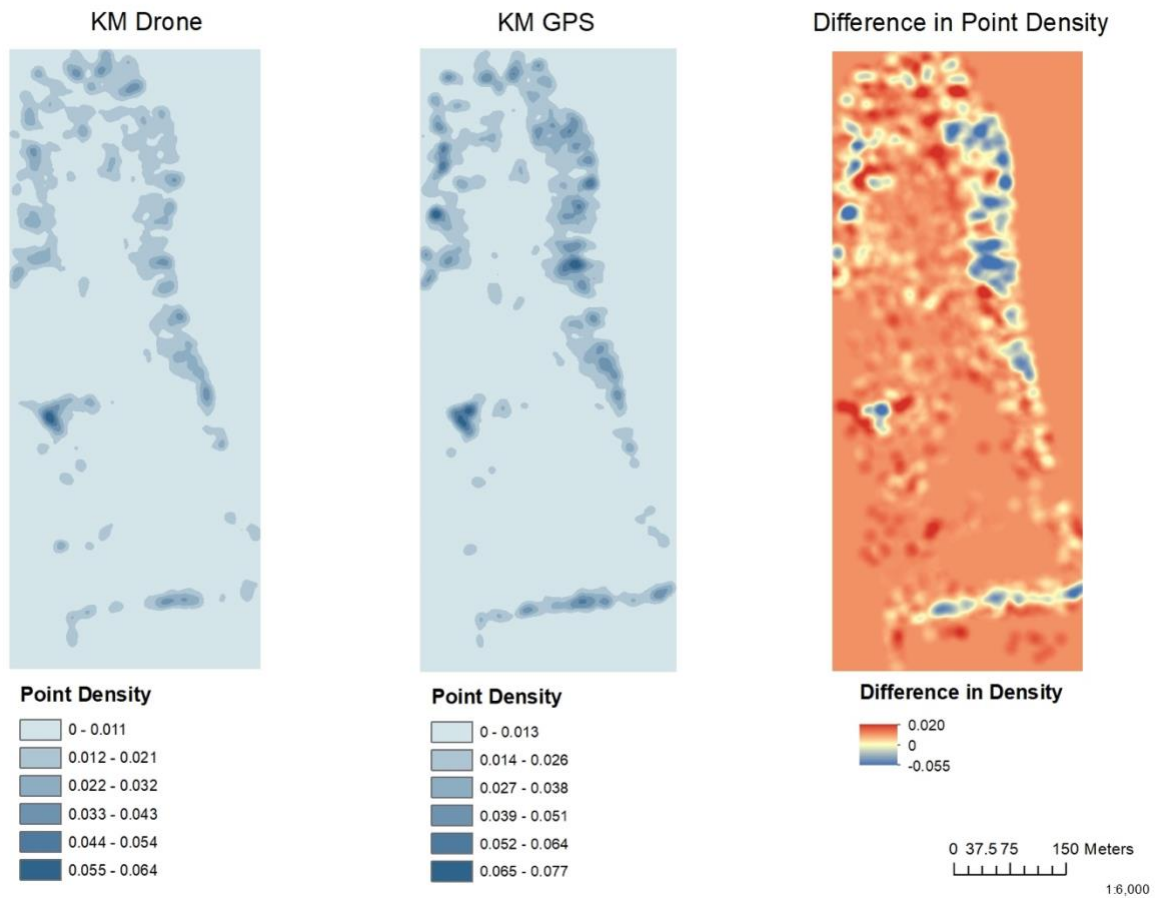 KM Drone
KM GPS
Difference in Point Density
Point Density
0 - 0.011
0.012 - 0.021
0.022 - 0.032
0.033 - 0.043
0.044 - 0.054
0.055 - 0.064
Point Density
0 - 0.013
0.014 - 0.026
0.027 - 0.038
0.039 - 0.051
0.052 - 0.064
0.065 - 0.077
Difference in Density
0.020
0
-0.055
0 37.5 75 150 Meters
1:6,000